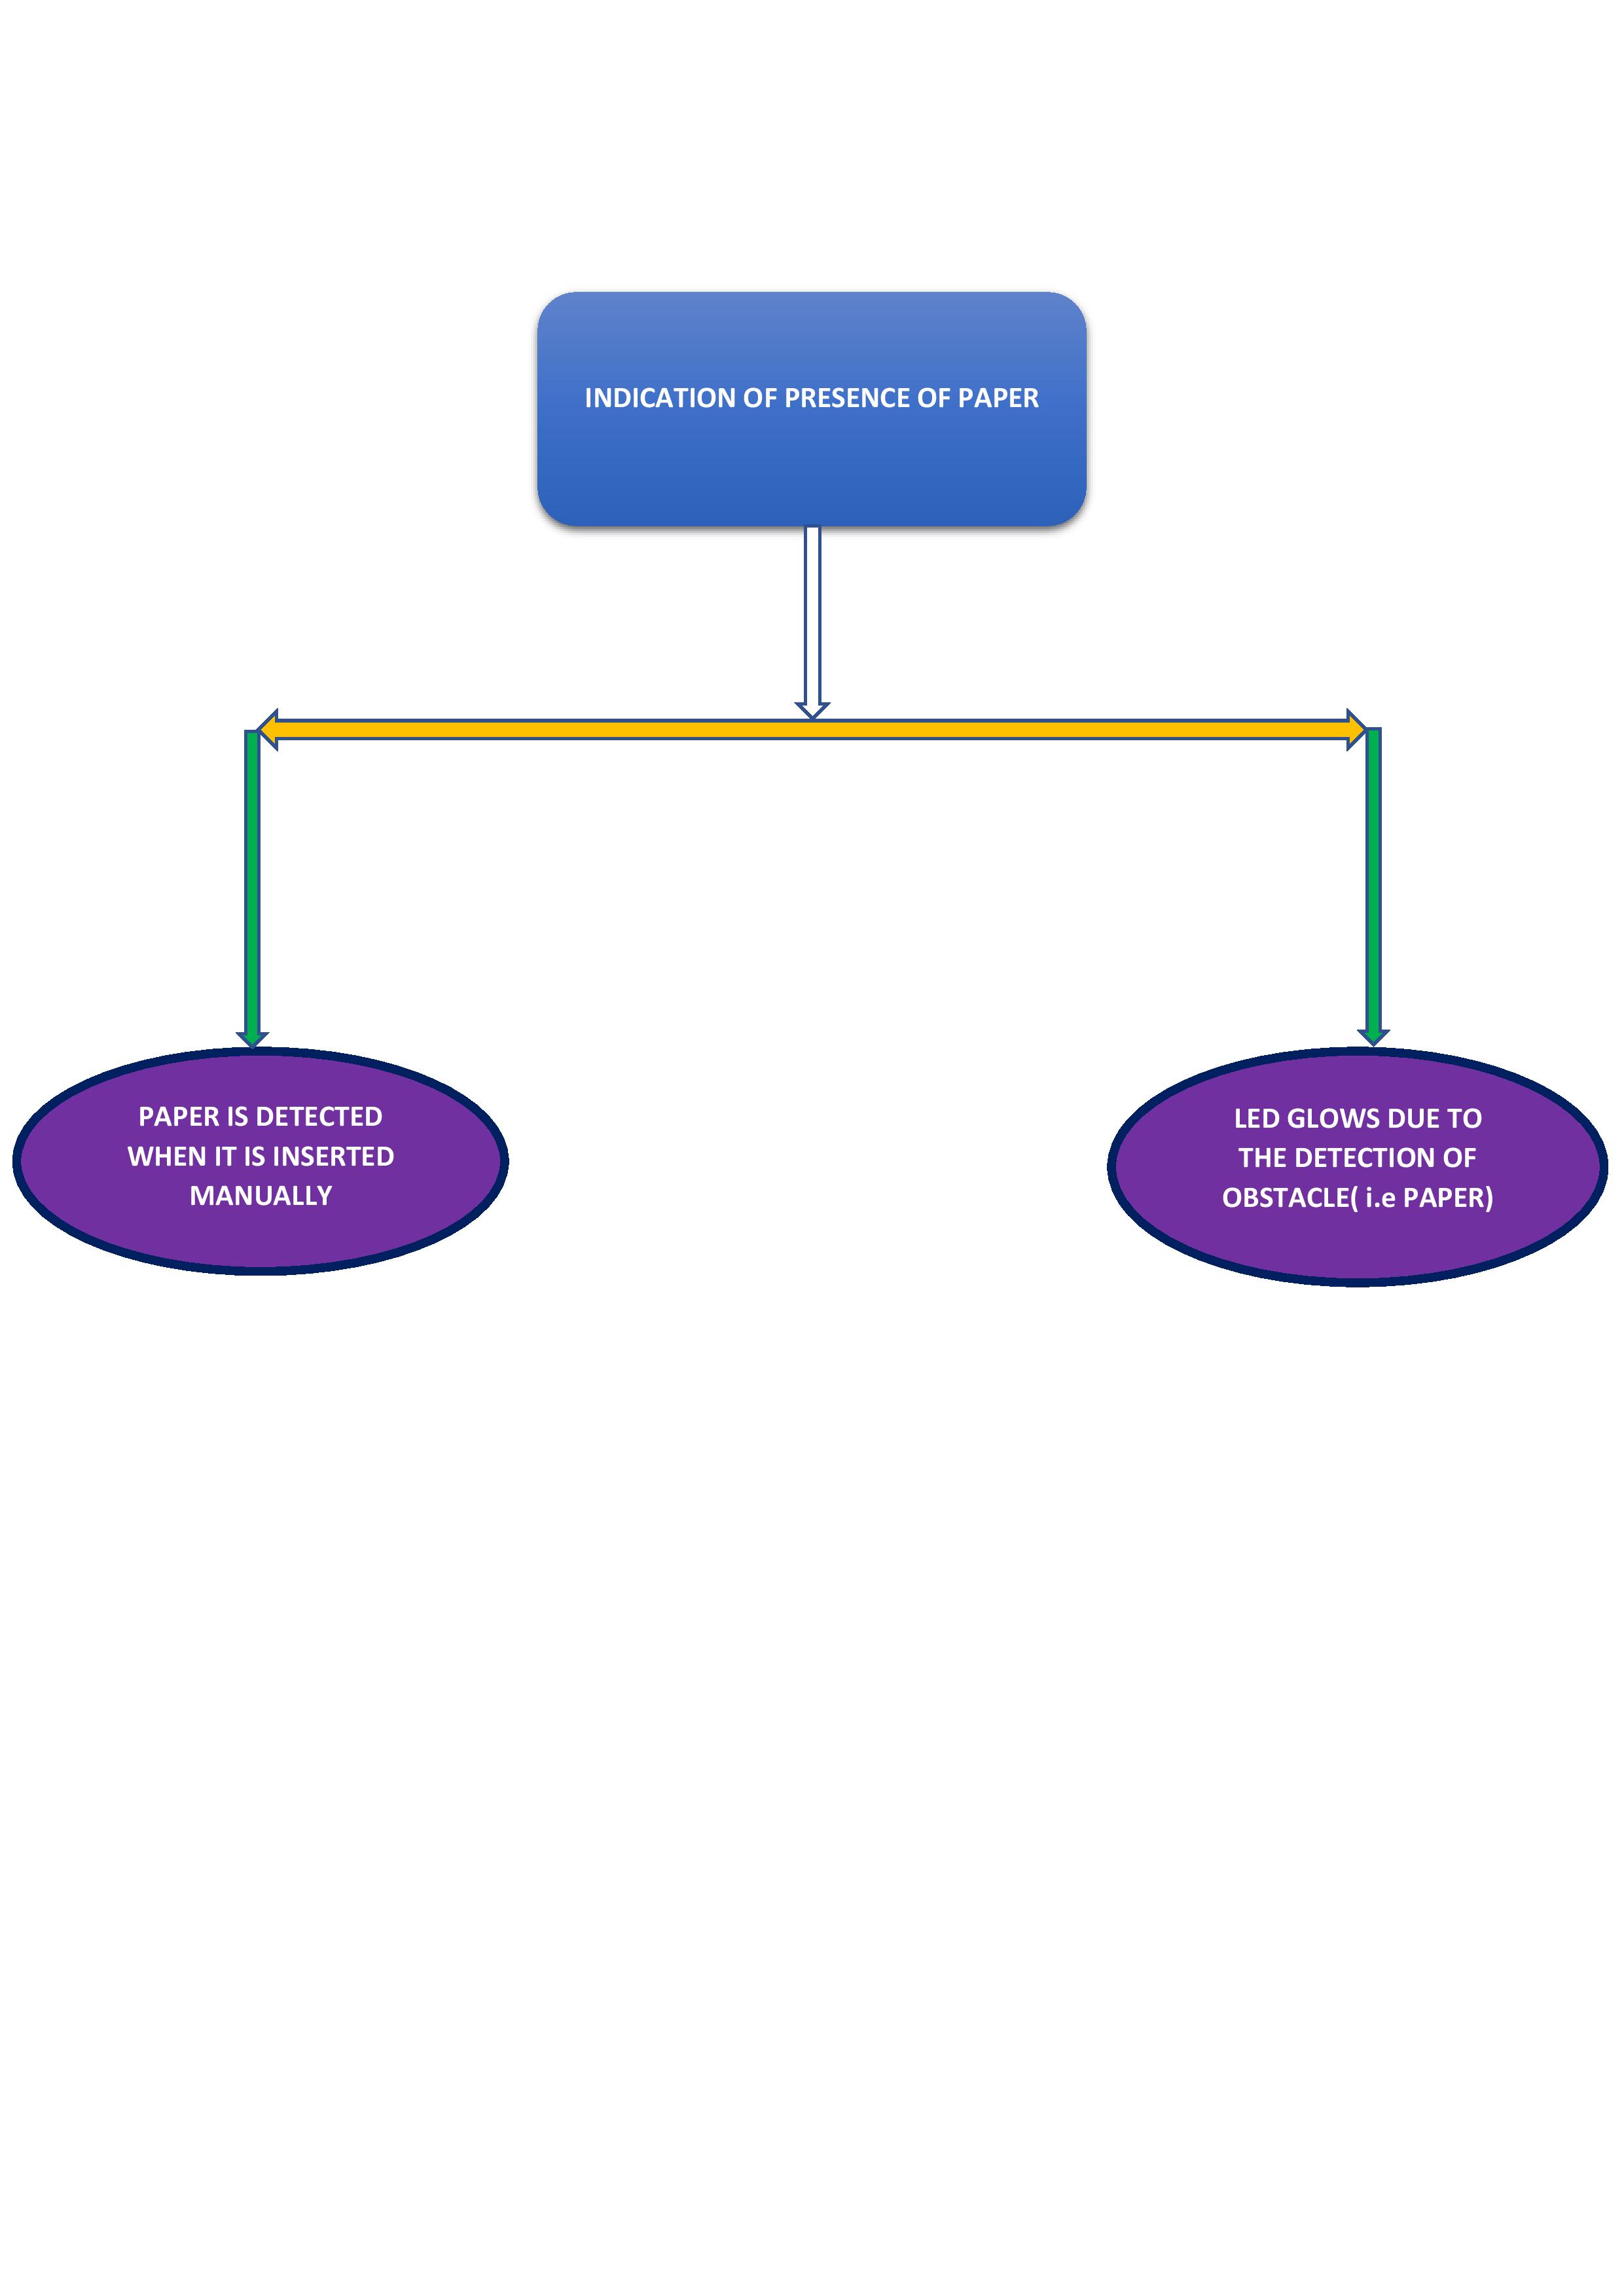 INDICATION OF PRESENCE OF PAPER
PAPER IS DETECTED
WHEN IT IS INSERTED
MANUALLY
LED GLOWS DUE TO
THE DETECTION OF
OBSTACLE( i.e PAPER)